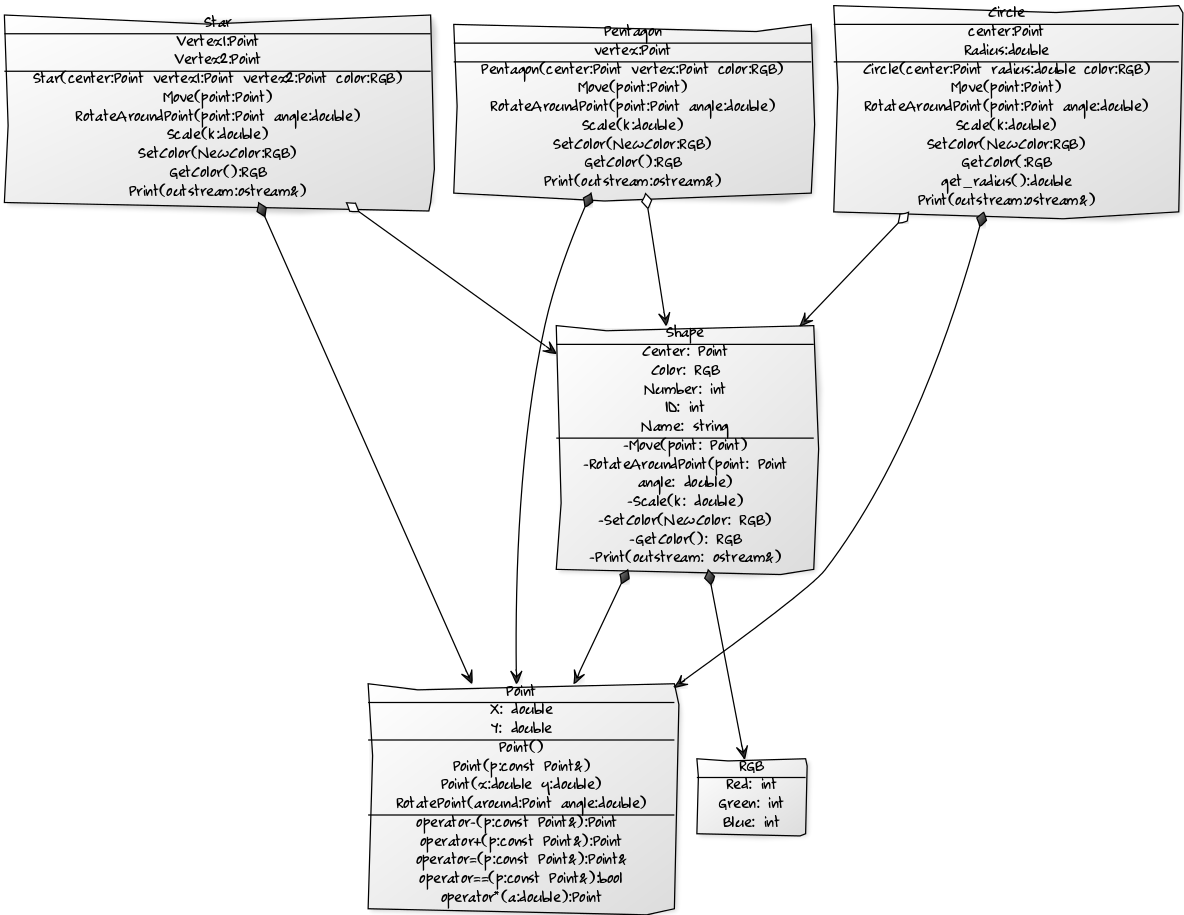 Star
Vertex1:Point
Vertex2:Point
Star(center:Point vertex1:Point vertex2:Point color:RGB)
Move(point:Point)
RotateAroundPoint(point:Point angle:double)
Scale(k:double)
SetColor(NewColor:RGB)
GetColor():RGB
Print(outstream:ostream&)
Pentagon
vertex:Point
Pentagon(center:Point vertex:Point color:RGB)
Move(point:Point)
RotateAroundPoint(point:Point angle:double)
Scale(k:double)
SetColor(NewColor:RGB)
GetColor():RGB
Print(outstream:ostream&)
Circle
center:Point
Radius:double
Circle(center:Point radius:double color:RGB)
Move(point:Point)
RotateAroundPoint(point:Point angle:double)
Scale(k:double)
SetColor(NewColor:RGB)
GetColor(:RGB
get_radius():double
Print(outstream:ostream&)
Shape
Center: Point
Color: RGB
Number: int
ID: int
Name: string
-Move(point: Point)
-RotateAroundPoint(point: Point
angle: double)
-Scale(k: double)
-SetColor(NewColor: RGB)
-GetColor(): RGB
-Print(outstream: ostream&)
Point
X: double
Y: double
Point()
Point(p:const Point&)
Point(x:double y:double)
RotatePoint(around:Point angle:double)
operator-(p:const Point&):Point
operator+(p:const Point&):Point
operator=(p:const Point&):Point&
operator==(p:const Point&):bool
operator*(a:double):Point
RGB
Red: int
Green: int
Blue: int